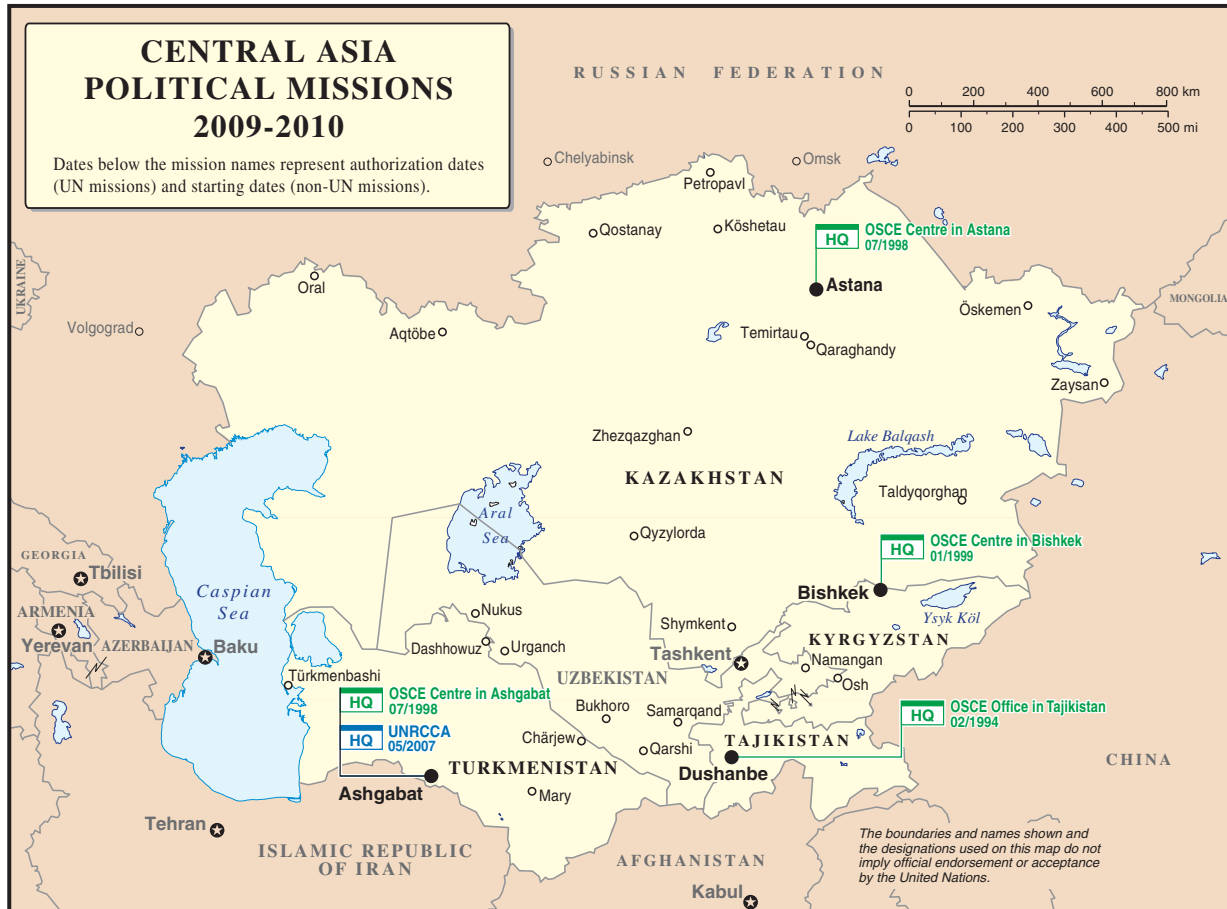 CENTRAL ASIA
POLITICAL MISSIONS
2009-2010
Dates below the mission names represent authorization dates
(UN missions) and starting dates (non-UN missions).
RUSSIAN FEDERATION
0 200 400 600 800 km
0 100 200 300 400 500 mi
Chelyabinsk
Omsk
Petropavl
Qostanay
Köshetau
HQ
OSCE Centre in Astana
07/1998
Astana
UKRAINE
Oral
Volgograd
Aqtöbe
Öskemen
MONGOLIA
Temirtau
Qaraghandy
Zaysan
Zhezqazghan
Lake Balqash
KAZAKHSTAN
Taldyqorghan
Aral
Sea
Qyzylorda
HQ
OSCE Centre in Bishkek
01/1999
GEORGIA
Tbilisi
Caspian
Sea
Bishkek
Ysyk Köl
ARMENIA
Yerevan
AZERBAIJAN
Baku
Nukus
Dashhowuz
Urganch
Shymkent
KYRGYZSTAN
Tashkent
Namangan
Osh
UZBEKISTAN
Türkmenbashi
HQ
OSCE Centre in Ashgabat
07/1998
HQ
UNRCCA
05/2007
Bukhoro
Samarqand
HQ
OSCE Office in Tajikistan
02/1994
Chärjew
Qarshi
TAJIKISTAN
Dushanbe
CHINA
TURKMENISTAN
Ashgabat
Mary
Tehran
ISLAMIC REPUBLIC
OF IRAN
AFGHANISTAN
Kabul
The boundaries and names shown and
the designations used on this map do not
imply official endorsement or acceptance
by the United Nations.